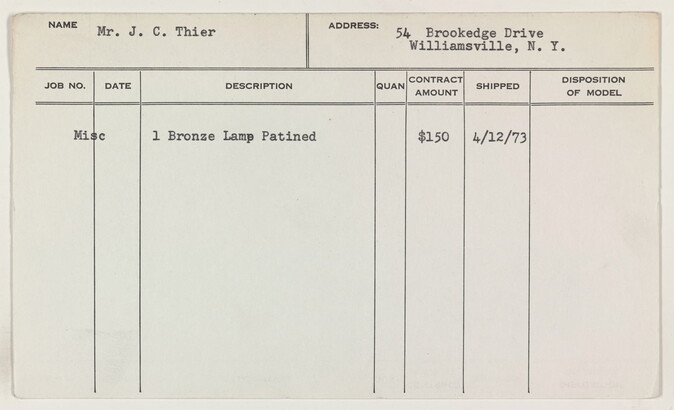 NAME Mr. J. C. Thier ADDRESS: 54 Brookedge Drive
Williamsville, N. Y.
JOB NO. DATE DESCRIPTION QUAN CONTRACT AMOUNT SHIPPED DISPOSITION OF MODEL
Misc 1 Bronze Lamp Patined $150 4/12/73